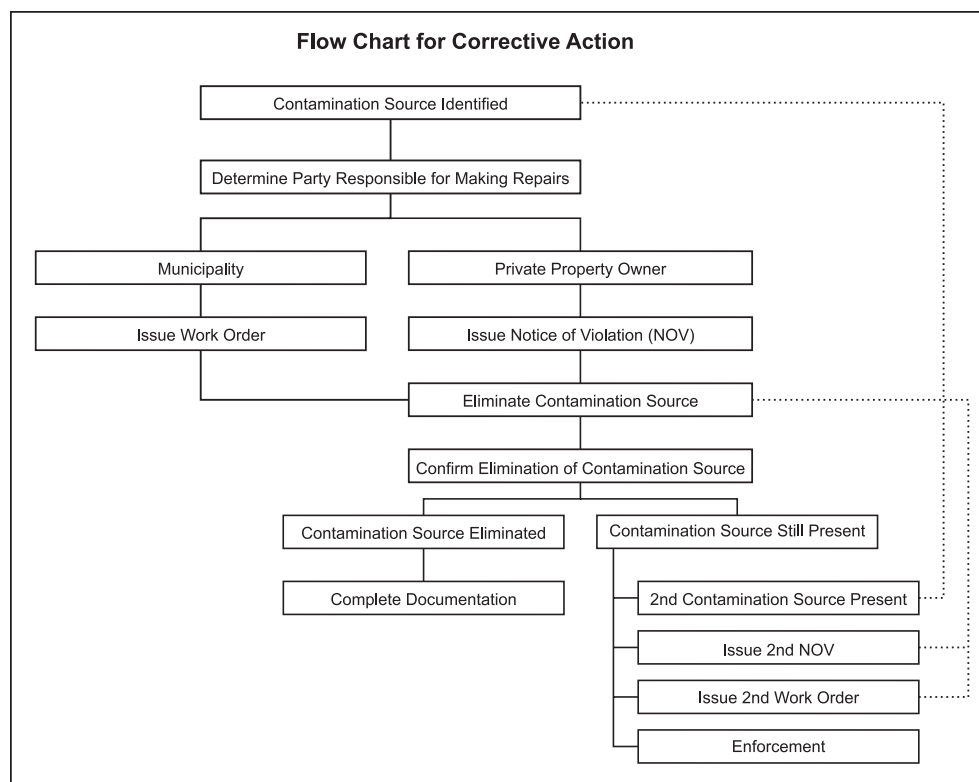 Flow Chart for Corrective Action
Contamination Source Identified
Determine Party Responsible for Making Repairs
Municipality
Private Property Owner
Issue Work Order
Issue Notice of Violation (NOV)
Eliminate Contamination Source
Confirm Elimination of Contamination Source
Contamination Source Eliminated
Contamination Source Still Present
Complete Documentation
2nd Contamination Source Present
Issue 2nd NOV
Issue 2nd Work Order
Enforcement